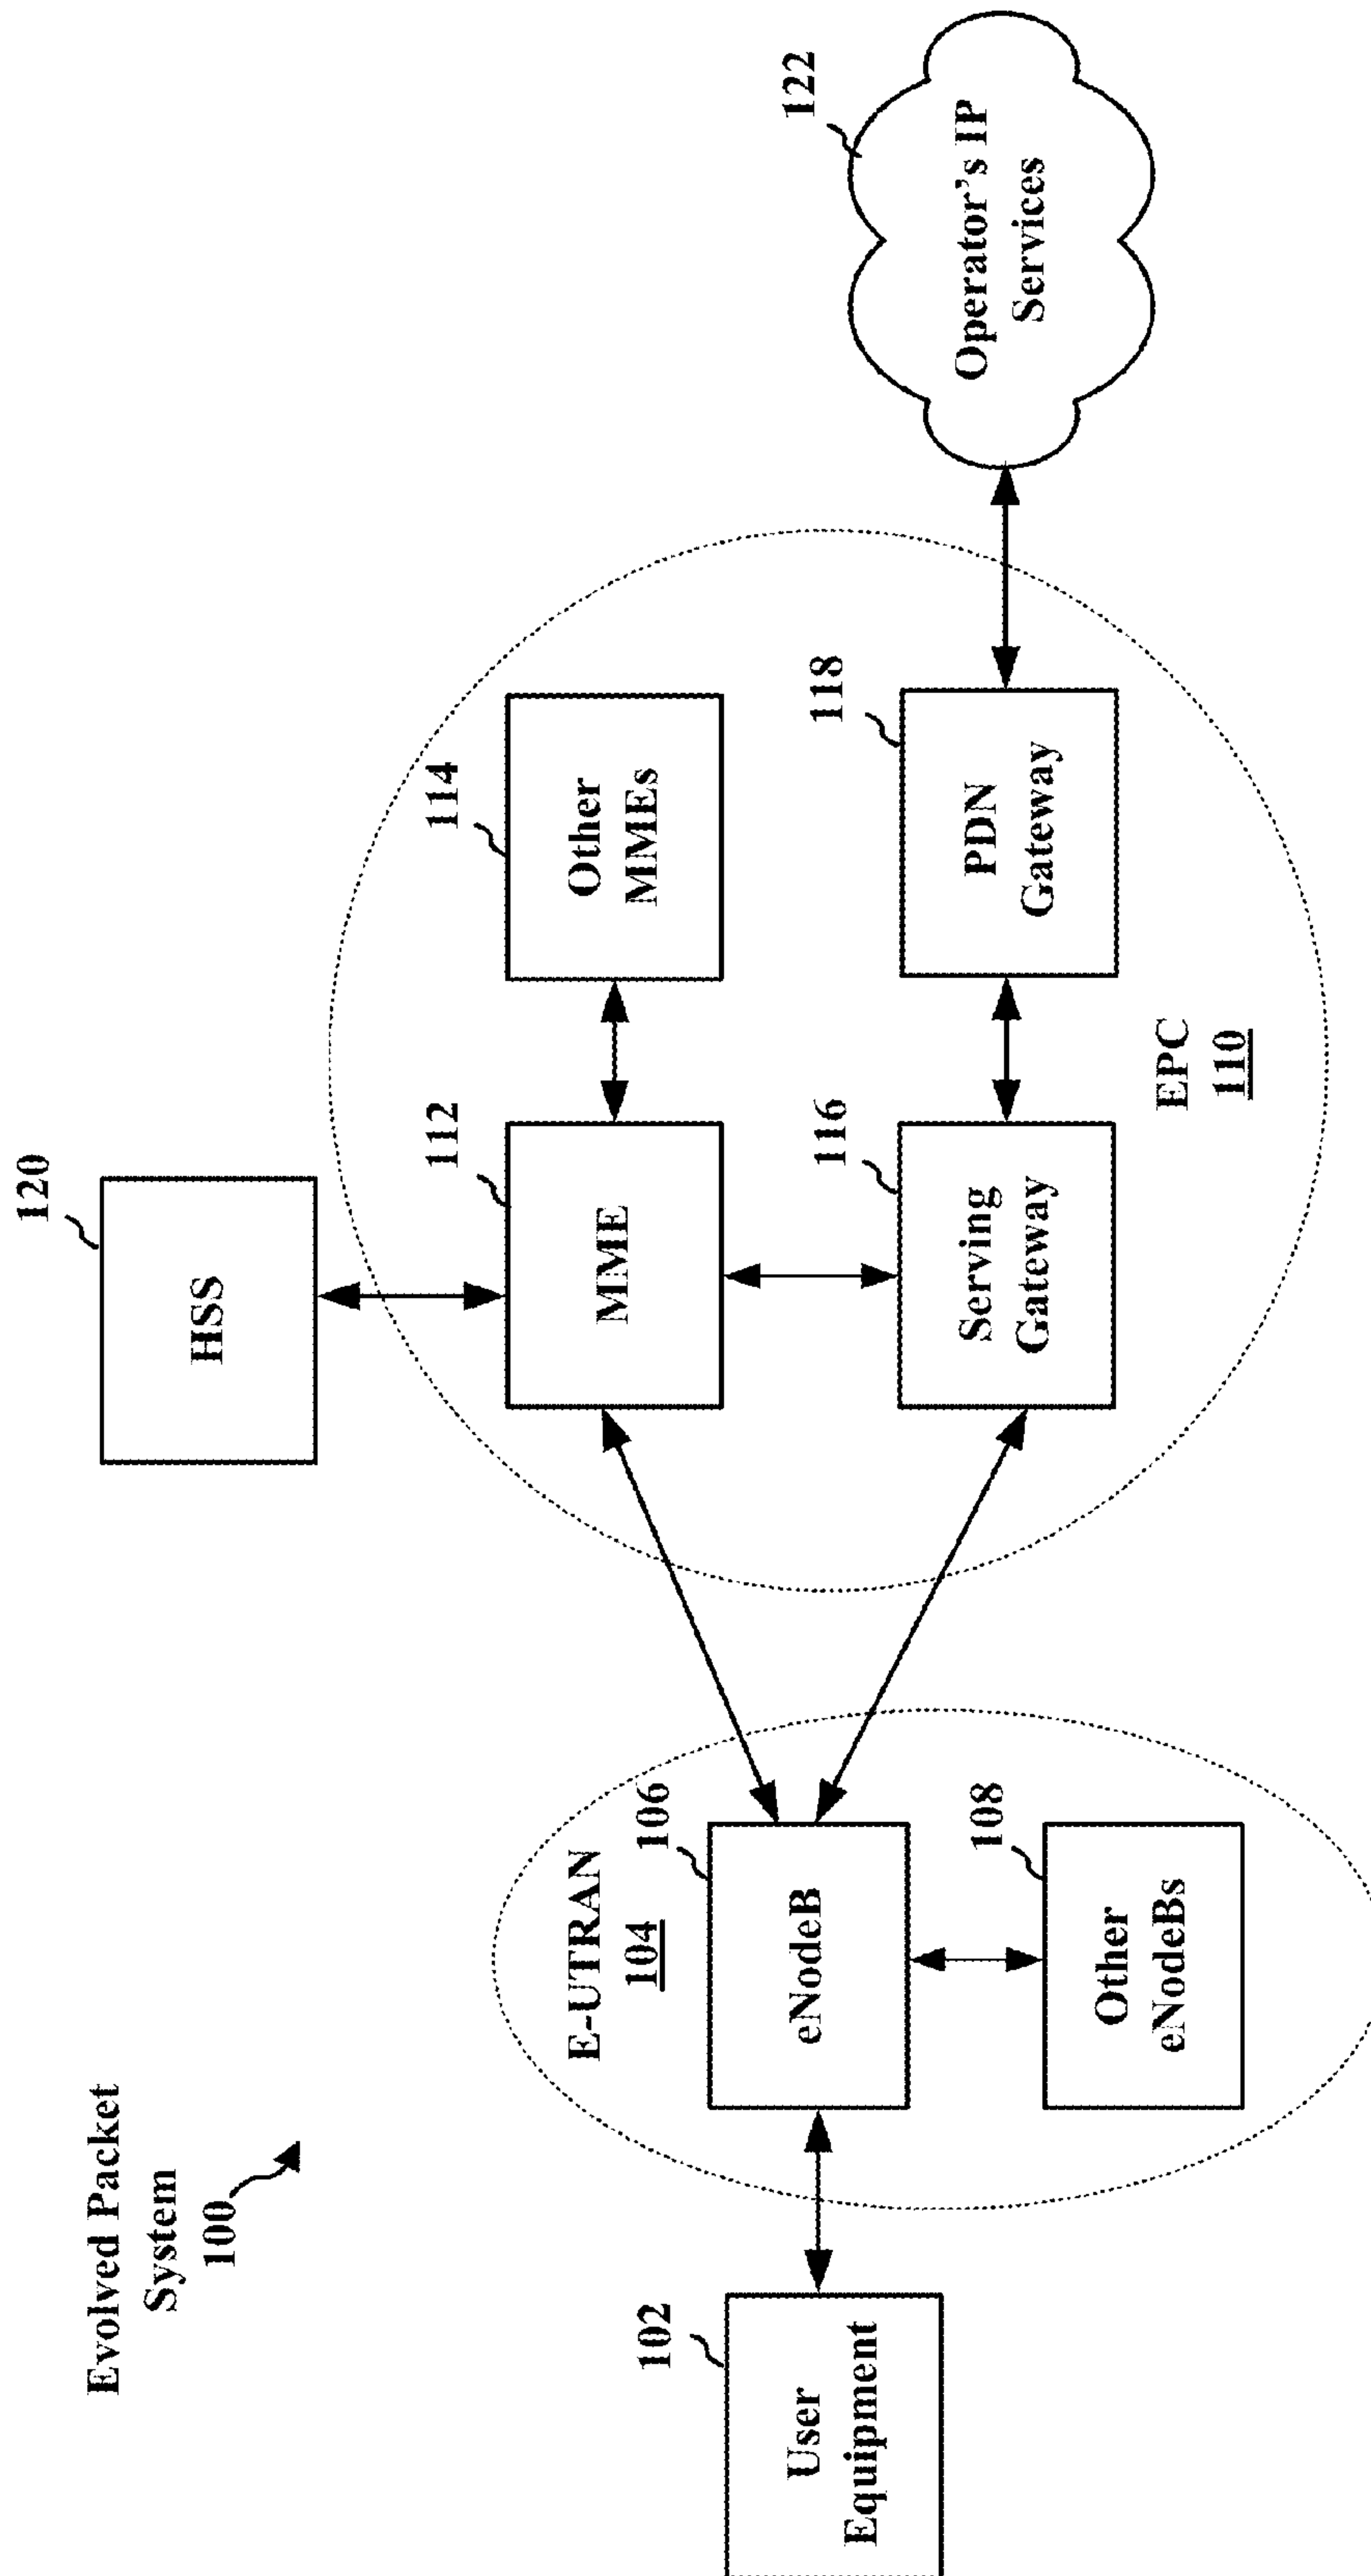 Evolved Packet
System
100
120
HSS
E-UTRAN
104
112
MME
114
Other
MMEs
102
User
Equipment
106
eNodeB
108
Other
eNodeBs
116
Serving
Gateway
118
PDN
Gateway
EPC
110
122
Operator’s IP
Services